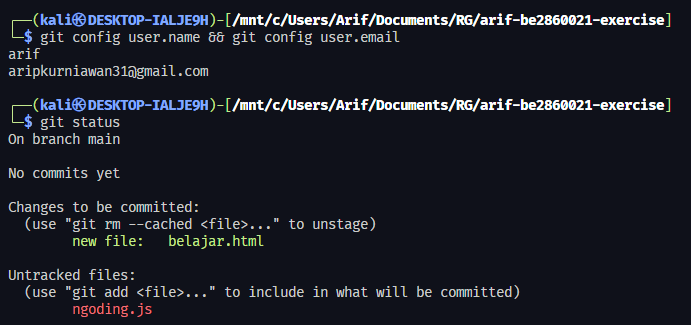 ┌──(kali㉿DESKTOP-IALJE9H)-[/mnt/c/Users/Arif/Documents/RG/arif-be2860021-exercise]
└─$ git config user.name && git config user.email
arif
aripkurniawan31@gmail.com
┌──(kali㉿DESKTOP-IALJE9H)-[/mnt/c/Users/Arif/Documents/RG/arif-be2860021-exercise]
└─$ git status
On branch main
No commits yet
Changes to be committed:
  (use "git rm --cached <file>..." to unstage)
        new file:   belajar.html
Untracked files:
  (use "git add <file>..." to include in what will be committed)
        ngoding.js